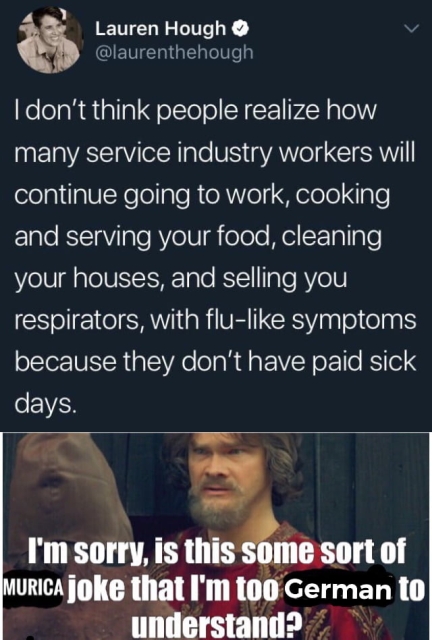 Lauren Hough
@laurenthehough
I don’t think people realize how
many service industry workers will
continue going to work, cooking
and serving your food, cleaning
your houses, and selling you
respirators, with flu-like symptoms
because they don’t have paid sick
days.
I'm sorry, is this some sort of
MURICA joke that I'm too German to
understand?